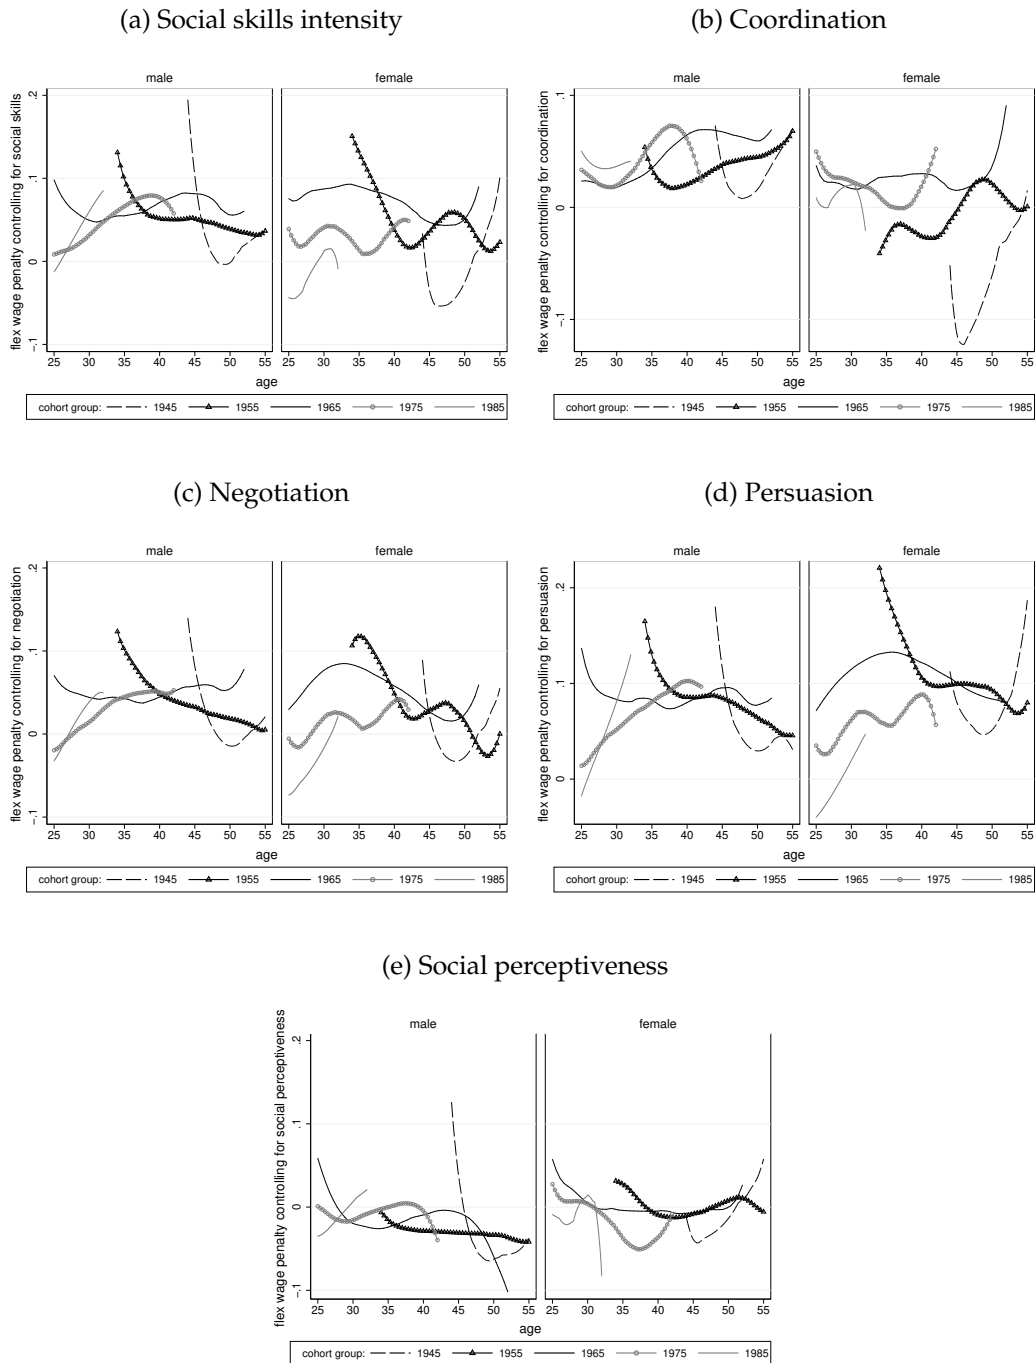 (a) Social skills intensity
(b) Coordination
male
female
flex wage penalty controlling for social skills
.2
.1
0
-.1
25 30 35 40 45 50 55
25 30 35 40 45 50 55
age
cohort group: 1945 1955 1965 1975 1985
male
female
flex wage penalty controlling for coordination
.1
0
-.1
25 30 35 40 45 50 55
25 30 35 40 45 50 55
age
cohort group: 1945 1955 1965 1975 1985
(c) Negotiation
(d) Persuasion
male
female
flex wage penalty controlling for negotiation
.2
.1
0
-.1
25 30 35 40 45 50 55
25 30 35 40 45 50 55
age
cohort group: 1945 1955 1965 1975 1985
male
female
flex wage penalty controlling for persuasion
.2
.1
0
25 30 35 40 45 50 55
25 30 35 40 45 50 55
age
cohort group: 1945 1955 1965 1975 1985
(e) Social perceptiveness
male
female
flex wage penalty controlling for social perceptiveness
.2
.1
0
-.1
25 30 35 40 45 50 55
25 30 35 40 45 50 55
age
cohort group: 1945 1955 1965 1975 1985